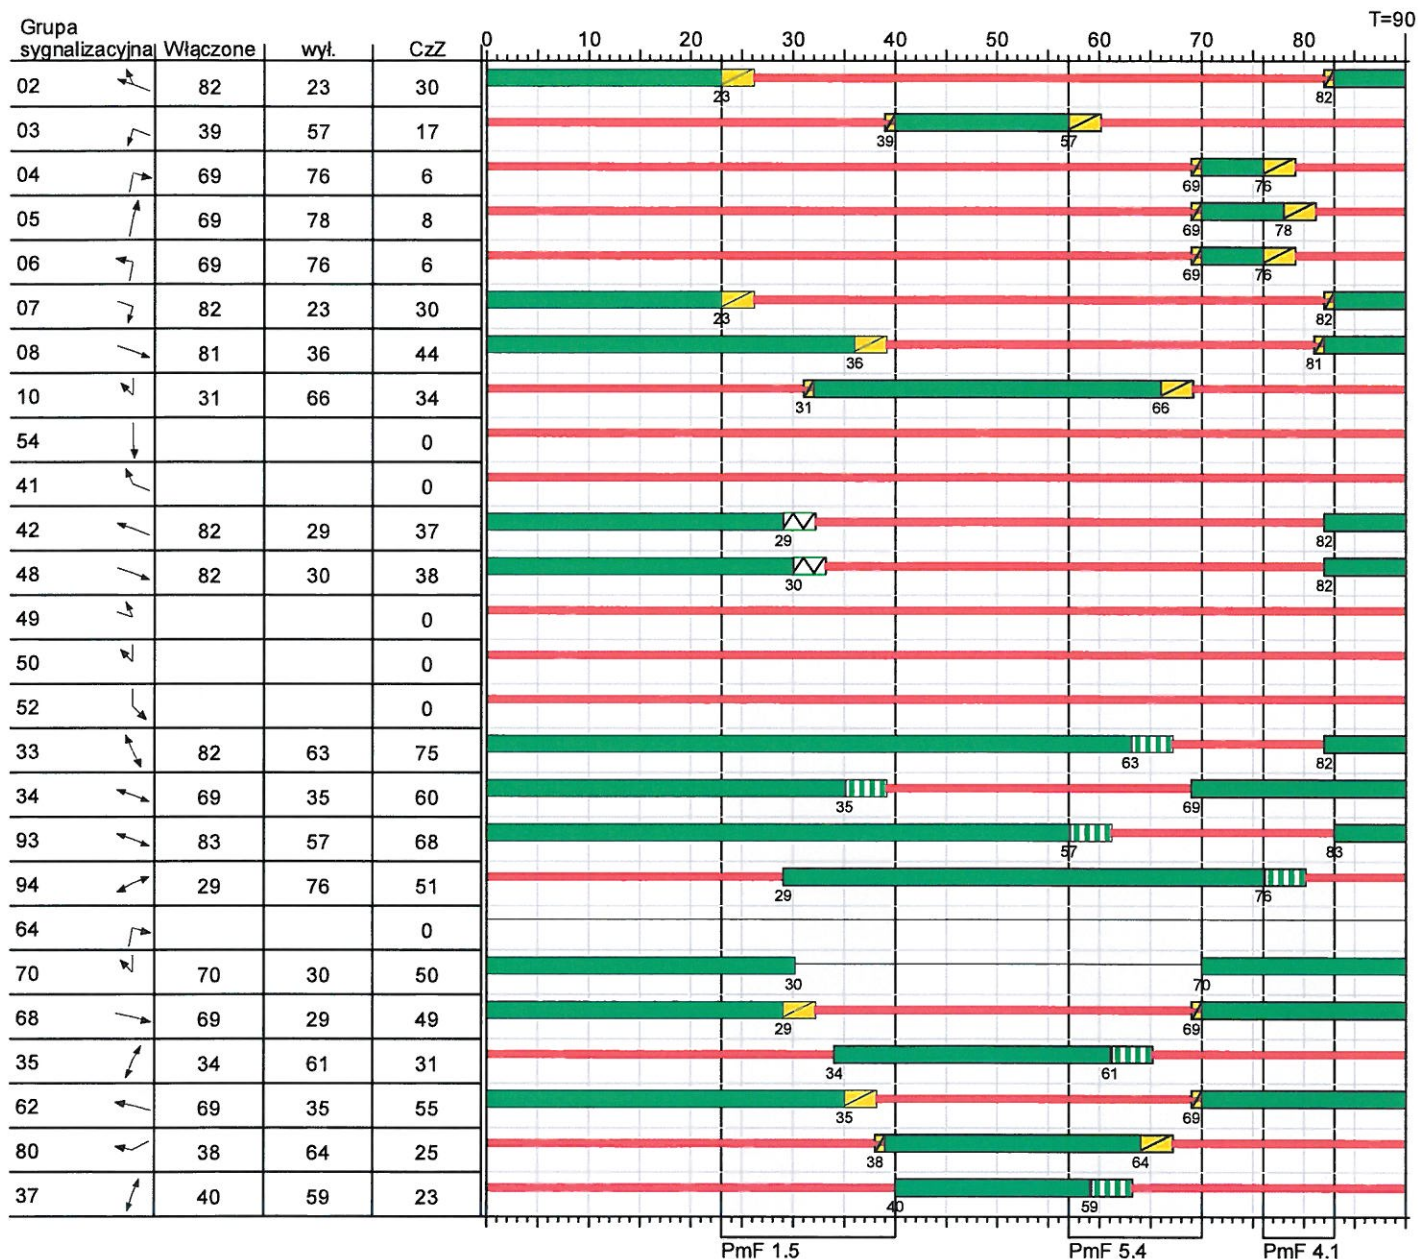 T=90
Grupa
sygnalizacyjna Włączone wył. CzZ 0 10 20 30 40 50 60 70 80
02 82 23 30
23 82
03 39 57 17
39 57
04 69 76 6
69 76
05 69 78 8
69 78
06 69 76 6
69 76
07 82 23 30
23 82
08 81 36 44
36 81
10 31 66 34
31 66
54 0
41 0
42 82 29 37
29 82
48 82 30 38
30 82
49 0
50 0
52 0
33 82 63 75
63 82
34 69 35 60
35 69
93 83 57 68
57 83
94 29 76 51
29 76
64 0
70 70 30 50
30 70
68 69 29 49
29 69
35 34 61 31
34 61
62 69 35 55
35 69
80 38 64 25
38 64
37 40 59 23
40 59
PmF 1.5 PmF 5.4 PmF 4.1